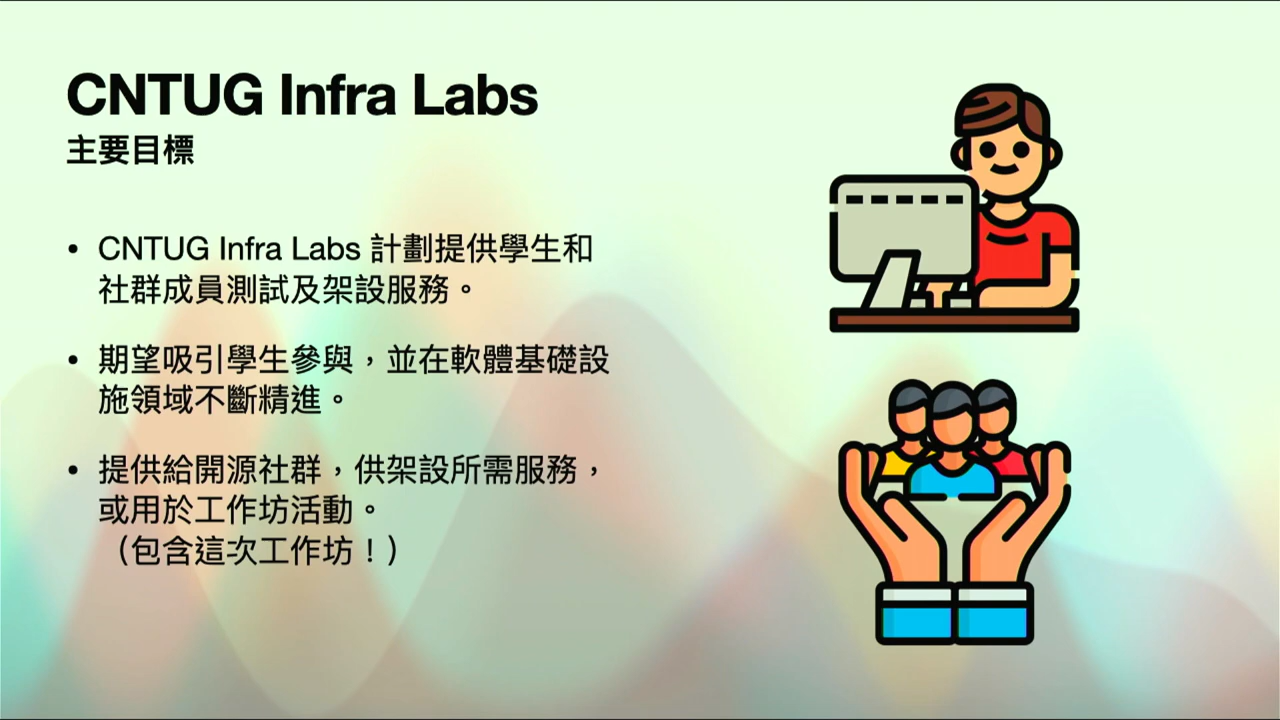 CNTUG Infra Labs
主要目標
• CNTUG Infra Labs 計劃提供學生和
社群成員測試及架設服務。
• 期望吸引學生參與，並在軟體基礎設
施領域不斷精進。
• 提供給開源社群，供架設所需服務，
或用於工作坊活動。
（包含這次工作坊！）